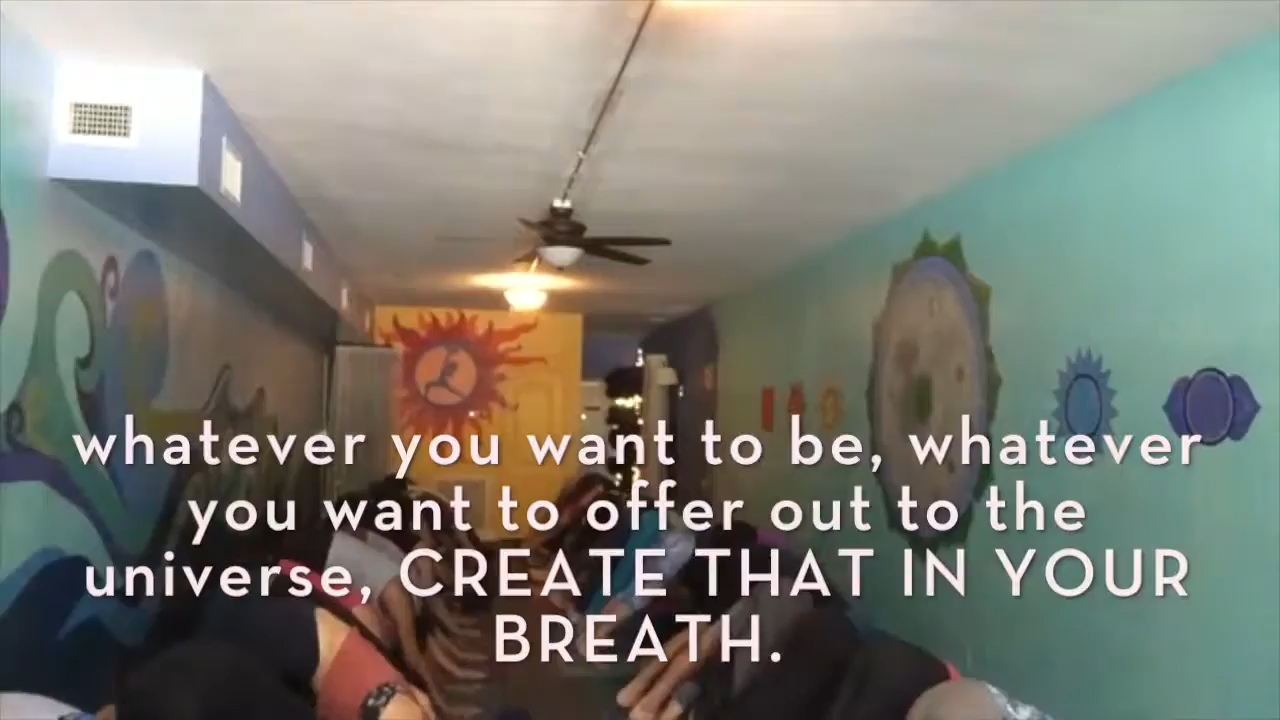 whatever you want to be, whatever
you want to offer out to the
universe, CREATE THAT IN YOUR
BREATH.